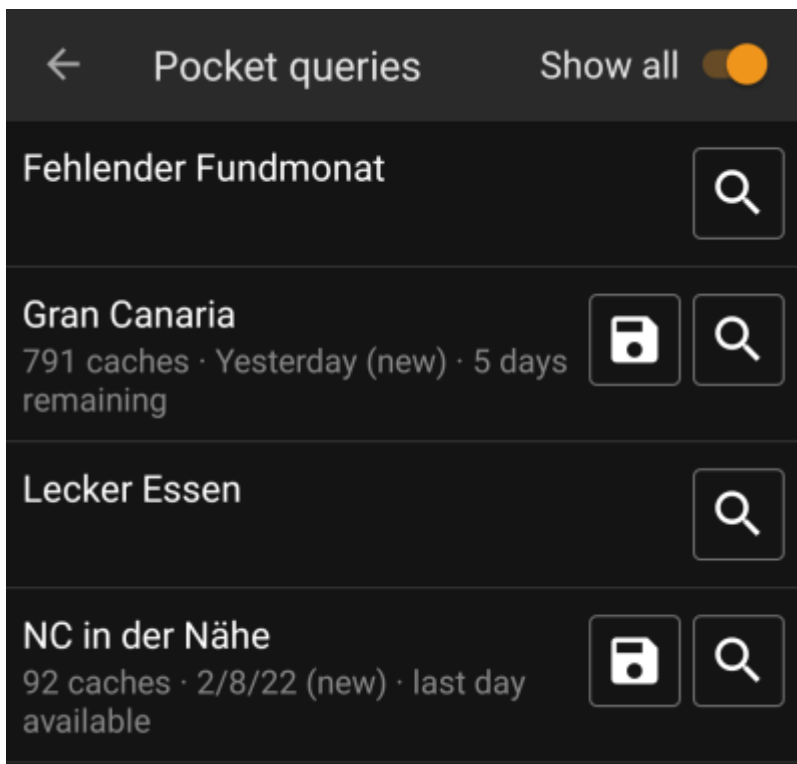 Pocket queries Show all
Fehlender Fundmonat
Gran Canaria
791 caches · Yesterday (new) · 5 days
remaining
Lecker Essen
NC in der Nähe
92 caches · 2/8/22 (new) · last day
available